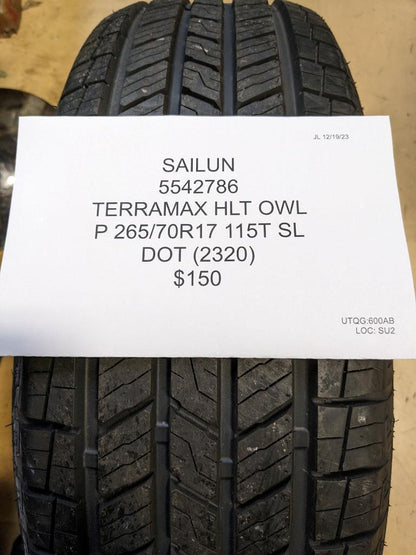 JL 12/19/23
SAILUN
5542786
TERRAMAX HLT OWL
P 265/70R17 115T SL
DOT (2320)
$150
UTQG:600AB
LOC: SU2